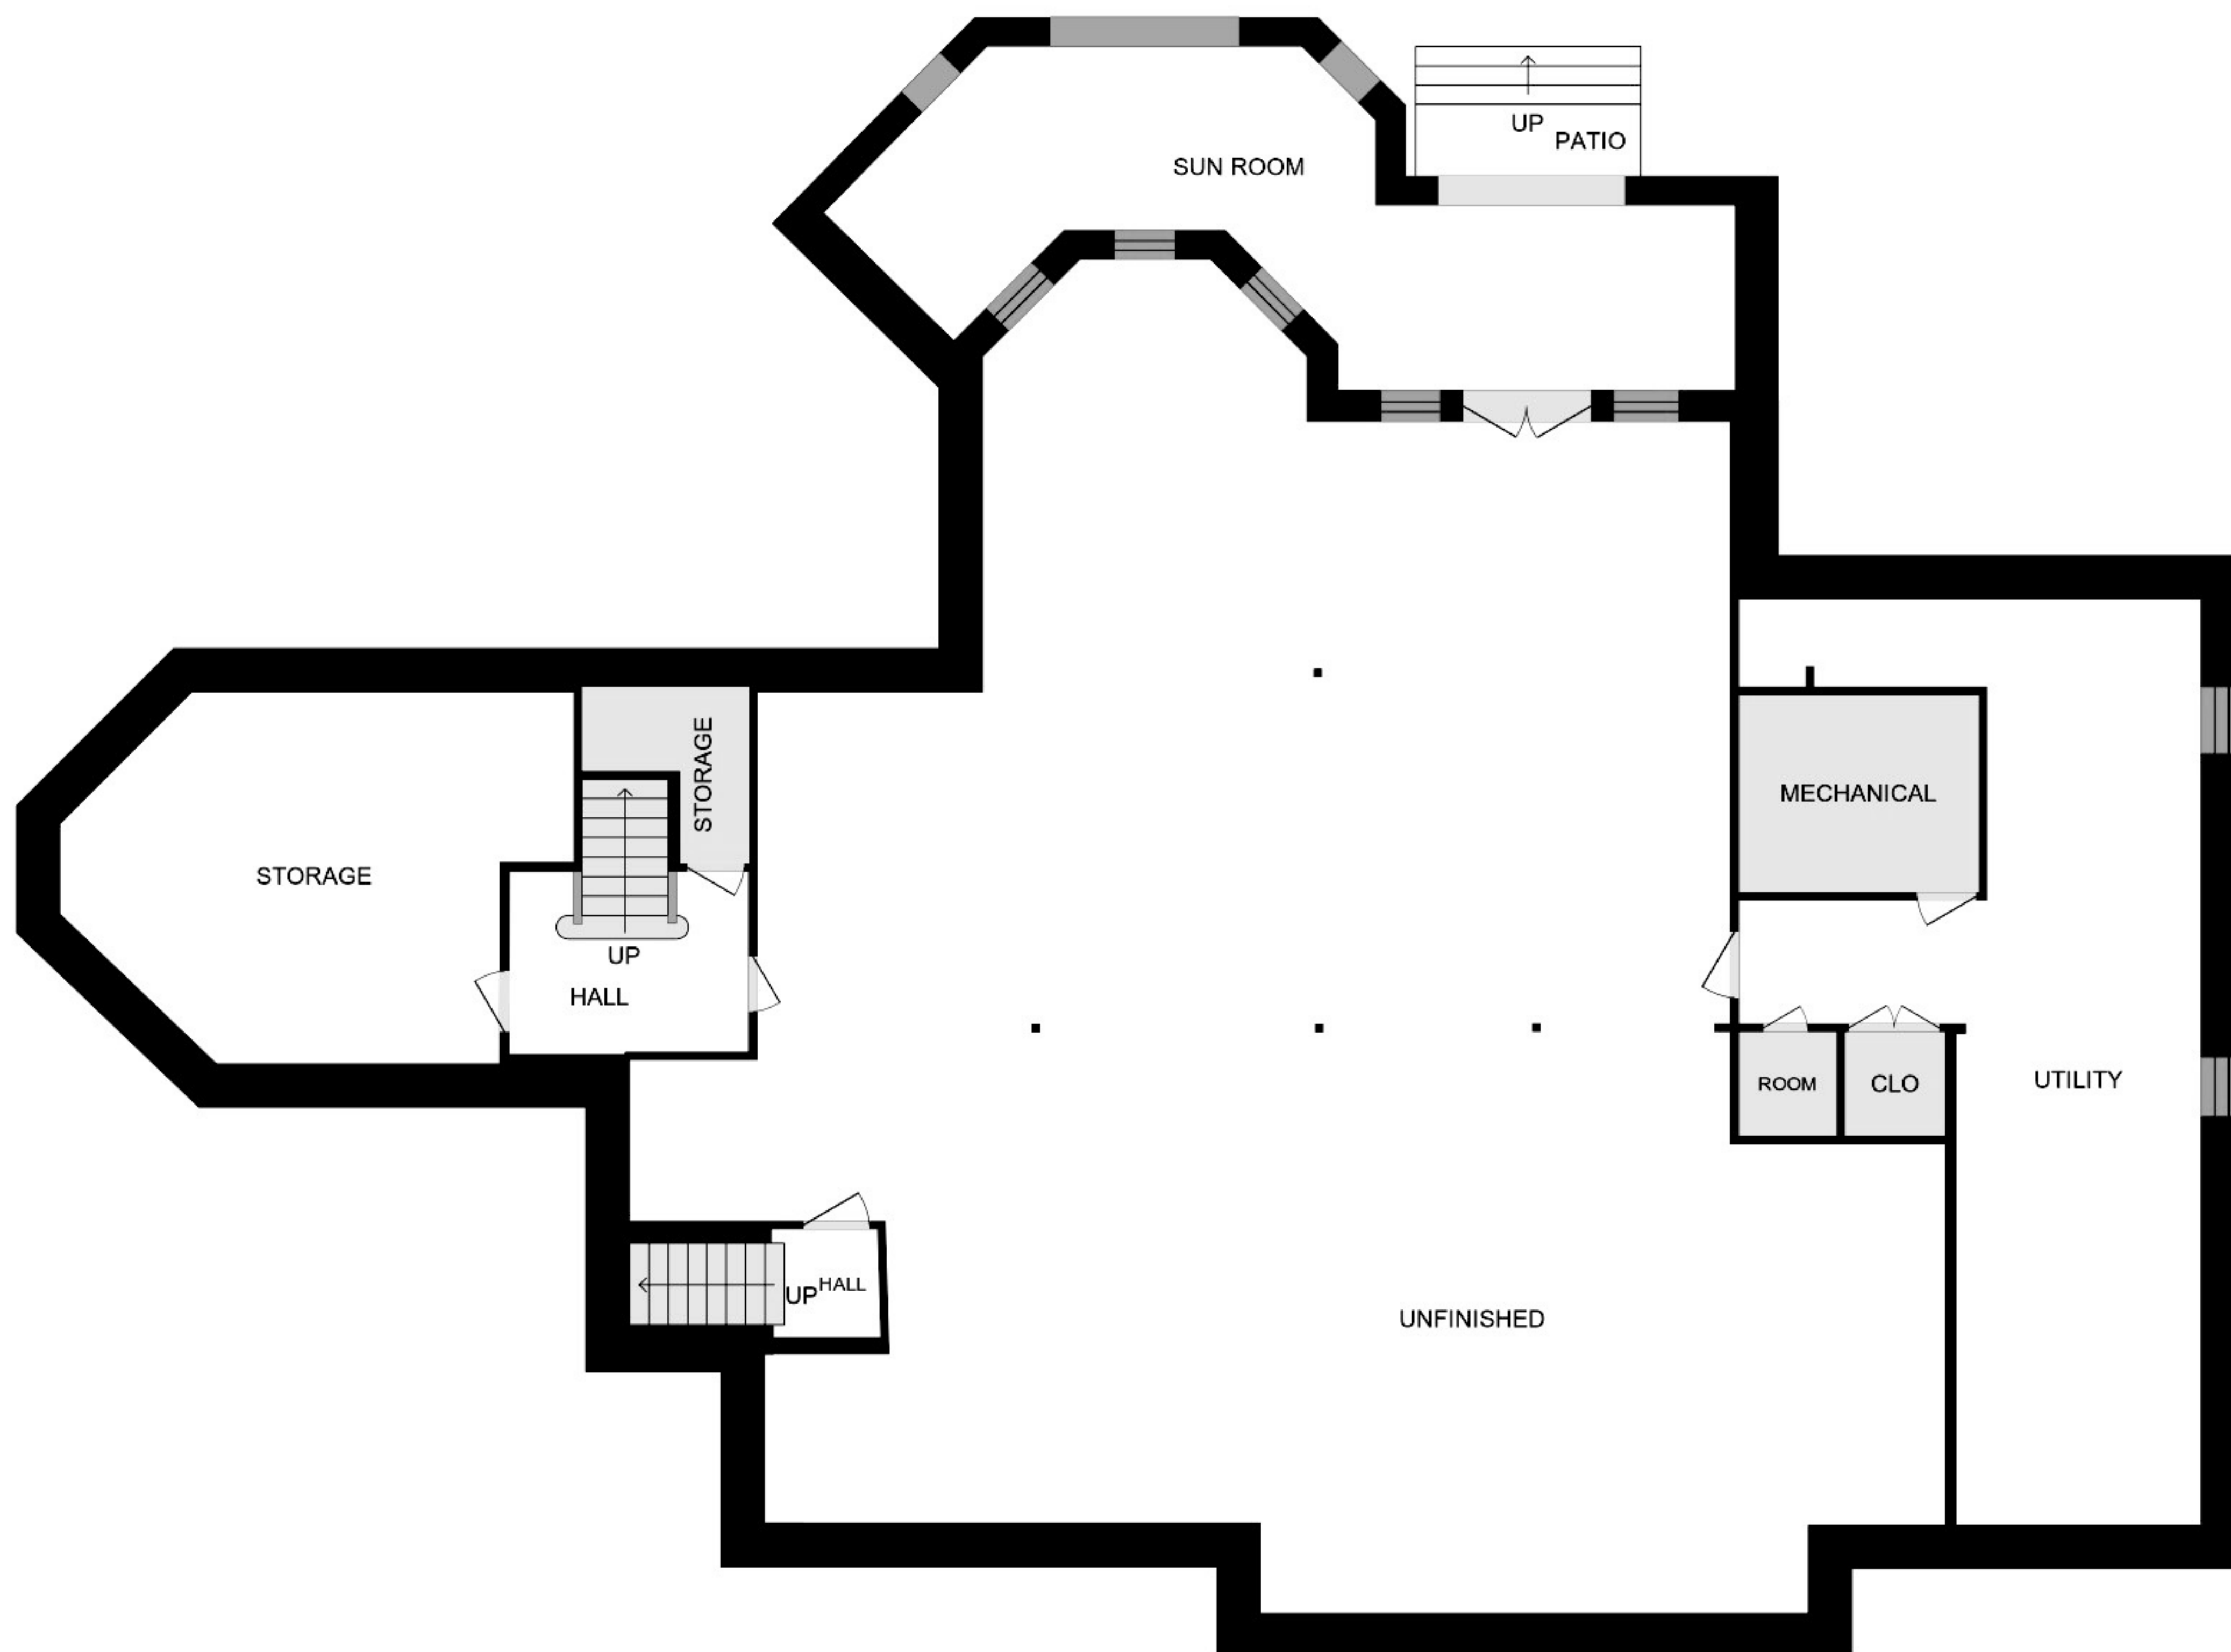 UP
PATIO
SUN ROOM
STORAGE
MECHANICAL
STORAGE
UP
HALL
ROOM
CLO
UTILITY
UP
HALL
UNFINISHED